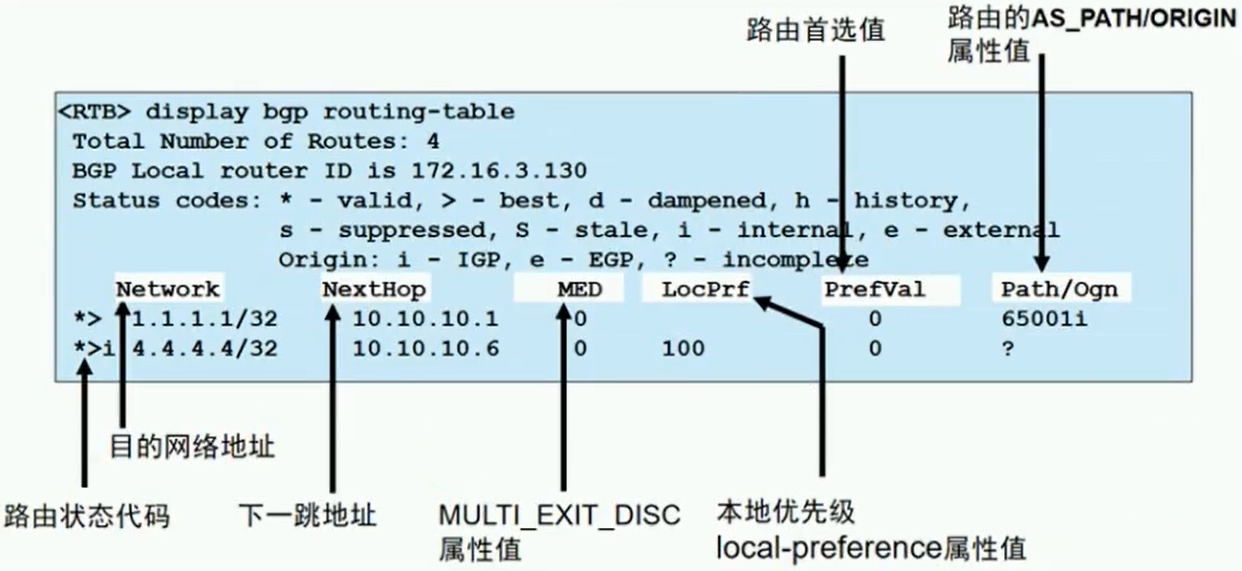 路由首选值
路由的AS_PATH/ORIGIN
属性值
<RTB> display bgp routing-table
Total Number of Routes: 4
BGP Local router ID is 172.16.3.130
Status codes: * - valid, > - best, d - dampened, h - history,
s - suppressed, S - stale, i - internal, e - external
Origin: i - IGP, e - EGP, ? - incomplete
Network NextHop MED LocPrf PrefVal Path/Ogn
*> 1.1.1.1/32 10.10.10.1 0 0 65001i
*>i 4.4.4.4/32 10.10.10.6 0 100 0 ?
目的网络地址
路由状态代码
下一跳地址
MULTI_EXIT_DISC
属性值
本地优先级
local-preference属性值